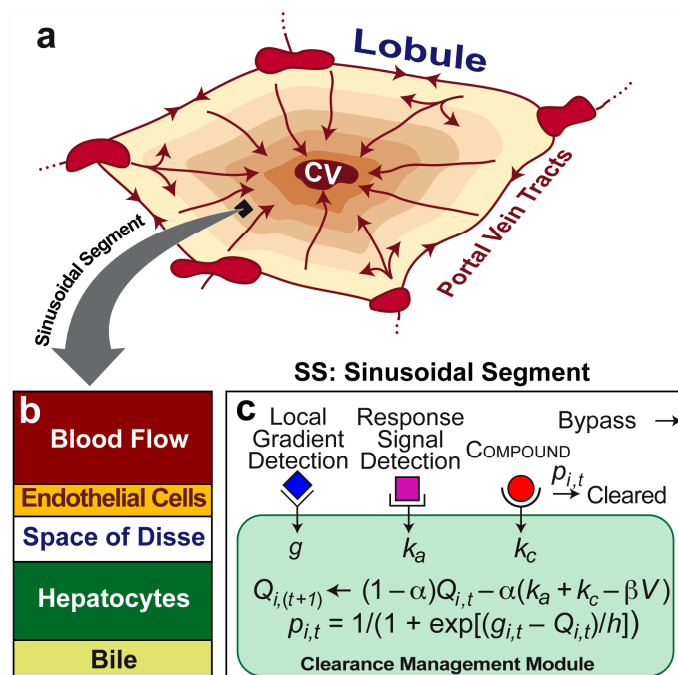 a
Lobule
CV
Portal Vein Tracts
Sinusoidal Segment
SS: Sinusoidal Segment
b
Blood Flow
Endothelial Cells
Space of Disse
Hepatocytes
Bile
c
Local
Gradient
Detection
Response
Signal
Detection
COMPOUND
Bypass →
p_{i,t}
→ Cleared
g
k_a
k_c
Q_{i,(t+1)} ← (1 – α)Q_{i,t} – α(k_a + k_c – βV)
p_{i,t} = 1/(1 + exp[(g_{i,t} – Q_{i,t})/h])
Clearance Management Module